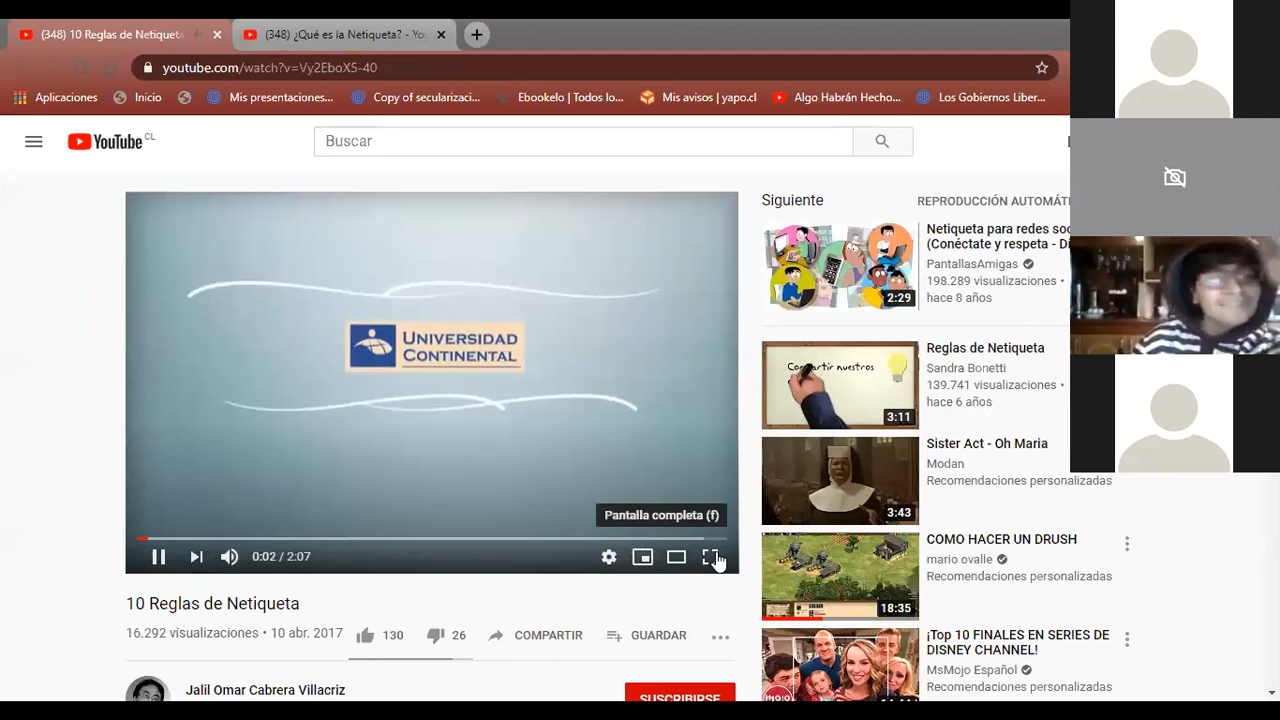 (348) 10 Reglas de Netiqueta
(348) ¿Qué es la Netiqueta? - Yo
youtube.com/watch?v=Vy2EboX5-40
Aplicaciones
Inicio
Mis presentaciones...
Copy of secularizaci...
Ebookelo | Todos lo...
Mis avisos | yapo.cl
Algo Habrán Hecho...
Los Gobiernos Liber...
YouTube CL
Buscar
UNIVERSIDAD
CONTINENTAL
Pantalla completa (f)
0:02 / 2:07
10 Reglas de Netiqueta
16.292 visualizaciones • 10 abr. 2017
130
26
COMPARTIR
GUARDAR
Jalil Omar Cabrera Villacriz
SUSCRIBIRSE
Siguiente
REPRODUCCIÓN AUTOMÁT
Netiqueta para redes soc
(Conéctate y respeta - Di
PantallasAmigas
198.289 visualizaciones •
hace 8 años
2:29
Compartir nuestros
Reglas de Netiqueta
Sandra Bonetti
139.741 visualizaciones •
hace 6 años
3:11
Sister Act - Oh Maria
Modan
Recomendaciones personalizadas
3:43
COMO HACER UN DRUSH
mario ovalle
Recomendaciones personalizadas
18:35
¡Top 10 FINALES EN SERIES DE
DISNEY CHANNEL!
MsMojo Español
Recomendaciones personalizadas
mojo